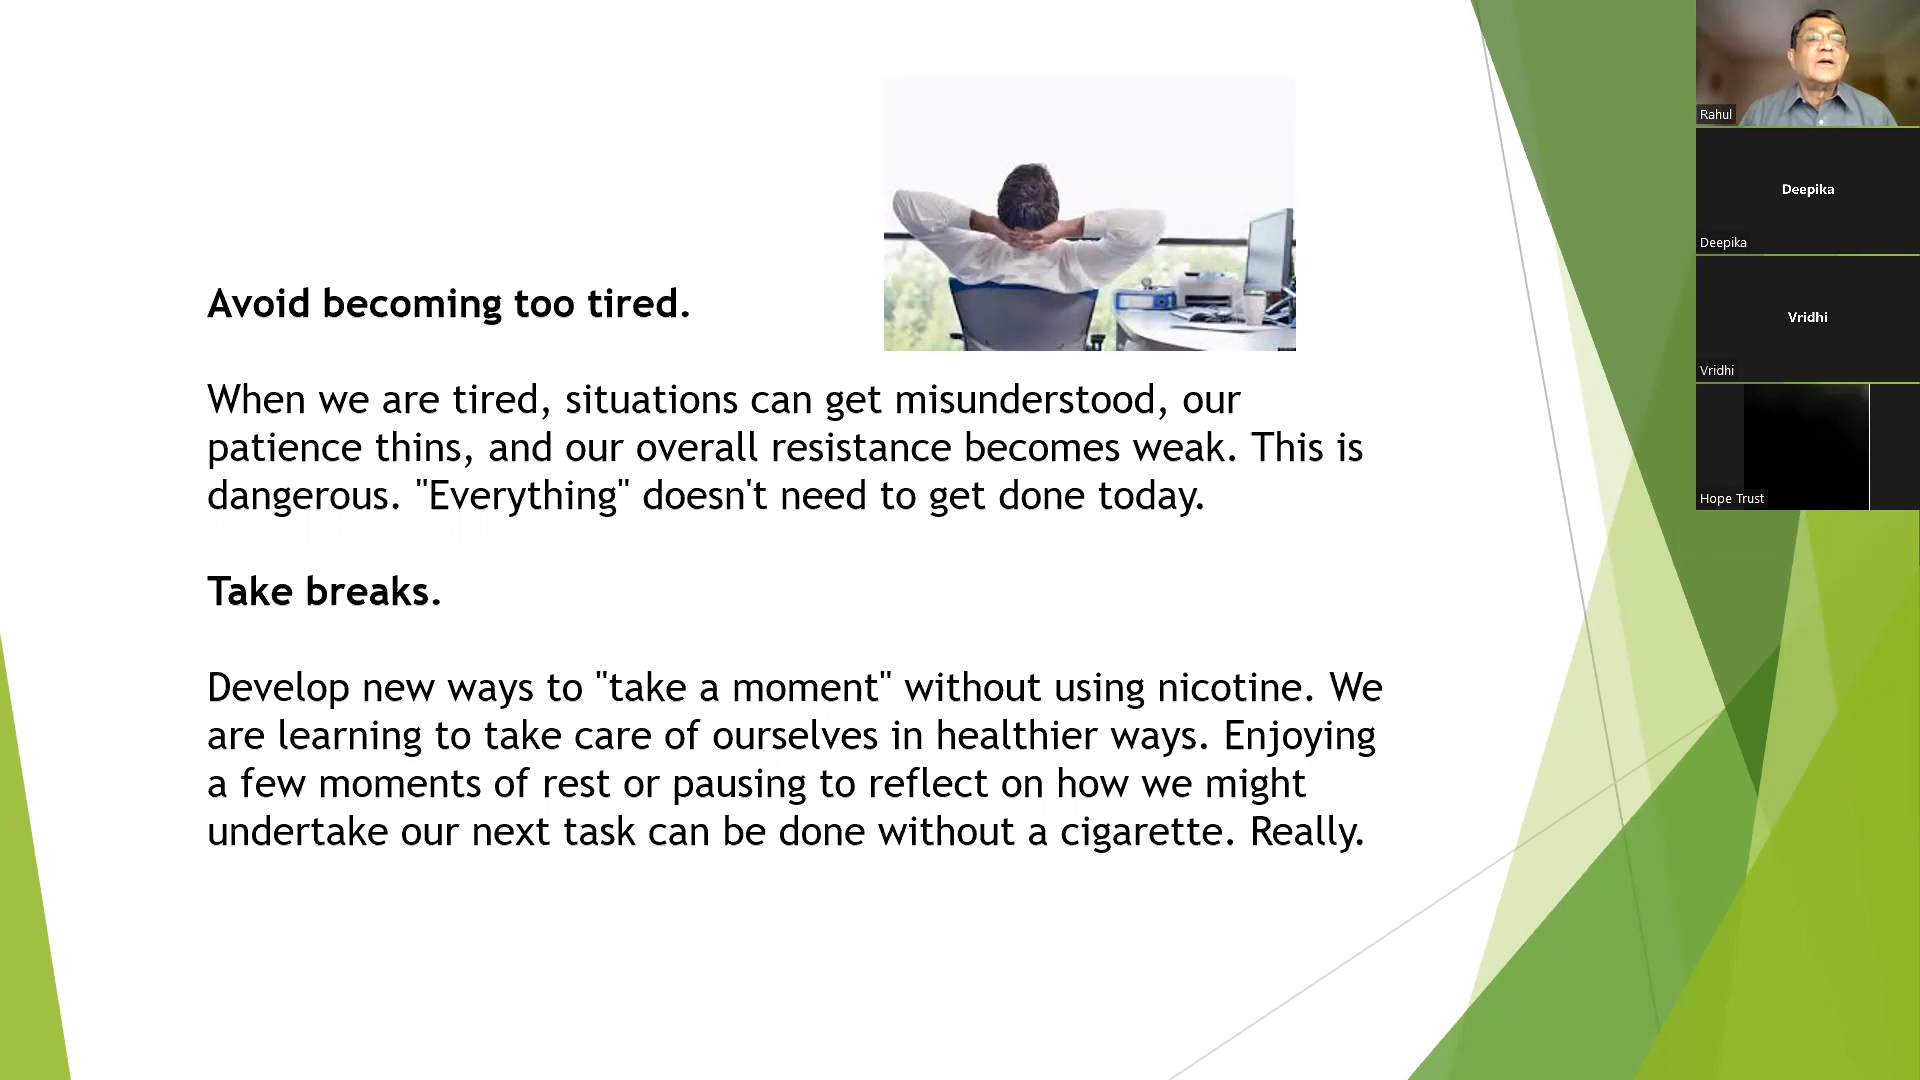 Avoid becoming too tired.
When we are tired, situations can get misunderstood, our
patience thins, and our overall resistance becomes weak. This is
dangerous. "Everything" doesn't need to get done today.
Take breaks.
Develop new ways to "take a moment" without using nicotine. We
are learning to take care of ourselves in healthier ways. Enjoying
a few moments of rest or pausing to reflect on how we might
undertake our next task can be done without a cigarette. Really.
Rahul
Deepika
Deepika
Vridhi
Vridhi
Hope Trust